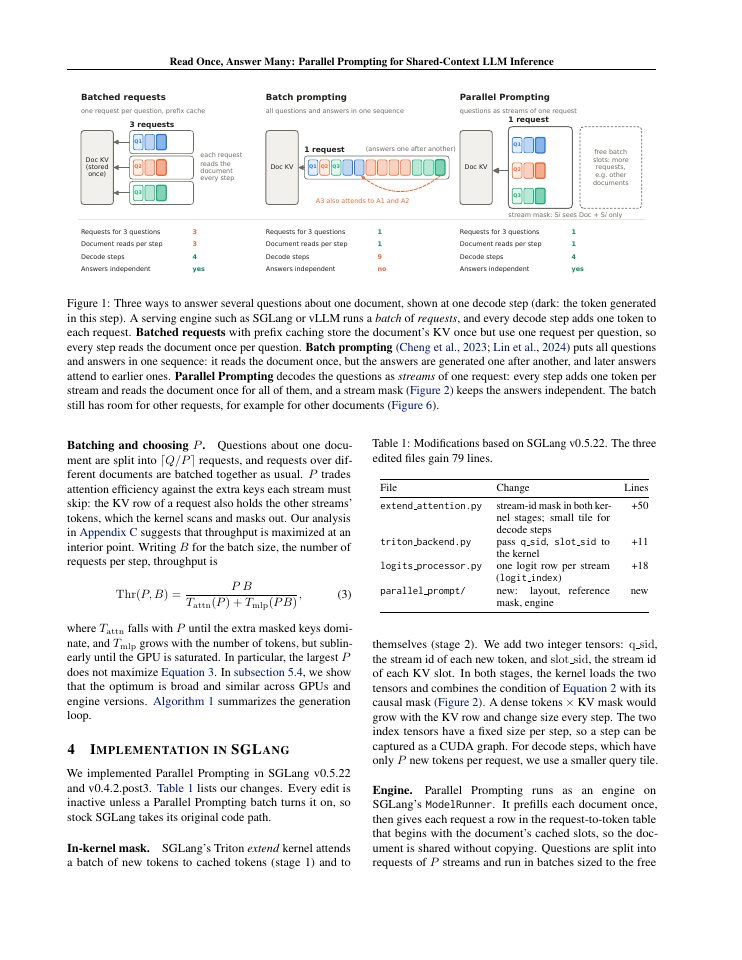 Read Once, Answer Many: Parallel Prompting for Shared-Context LLM Inference
Batched requests
one request per question, prefix cache
3 requests
Doc KV
(stored
once)
Q1
Q2
Q3
each request
reads the
document
every step
Requests for 3 questions 3
Document reads per step 3
Decode steps 4
Answers independent yes
Batch prompting
all questions and answers in one sequence
1 request
(answers one after another)
Doc KV
Q1 Q2 Q3
A3 also attends to A1 and A2
Requests for 3 questions 1
Document reads per step 1
Decode steps 9
Answers independent no
Parallel Prompting
questions as streams of one request
1 request
Doc KV
Q1
Q2
Q3
free batch
slots: more
requests,
e.g. other
documents
stream mask: Si sees Doc + Si only
Requests for 3 questions 1
Document reads per step 1
Decode steps 4
Answers independent yes
Figure 1: Three ways to answer several questions about one document, shown at one decode step (dark: the token generated
in this step). A serving engine such as SGLang or vLLM runs a batch of requests, and every decode step adds one token to
each request. Batched requests with prefix caching store the document's KV once but use one request per question, so
every step reads the document once per question. Batch prompting (Cheng et al., 2023; Lin et al., 2024) puts all questions
and answers in one sequence: it reads the document once, but the answers are generated one after another, and later answers
attend to earlier ones. Parallel Prompting decodes the questions as streams of one request: every step adds one token per
stream and reads the document once for all of them, and a stream mask (Figure 2) keeps the answers independent. The batch
still has room for other requests, for example for other documents (Figure 6).
Batching and choosing P. Questions about one docu-
ment are split into ⌈Q/P⌉ requests, and requests over dif-
ferent documents are batched together as usual. P trades
attention efficiency against the extra keys each stream must
skip: the KV row of a request also holds the other streams'
tokens, which the kernel scans and masks out. Our analysis
in Appendix C suggests that throughput is maximized at an
interior point. Writing B for the batch size, the number of
requests per step, throughput is
Thr(P, B) = P B / (T_attn(P) + T_mlp(PB)), (3)
where T_attn falls with P until the extra masked keys domi-
nate, and T_mlp grows with the number of tokens, but sublin-
early until the GPU is saturated. In particular, the largest P
does not maximize Equation 3. In subsection 5.4, we show
that the optimum is broad and similar across GPUs and
engine versions. Algorithm 1 summarizes the generation
loop.
4 IMPLEMENTATION IN SGLANG
We implemented Parallel Prompting in SGLang v0.5.22
and v0.4.2.post3. Table 1 lists our changes. Every edit is
inactive unless a Parallel Prompting batch turns it on, so
stock SGLang takes its original code path.
In-kernel mask. SGLang's Triton extend kernel attends
a batch of new tokens to cached tokens (stage 1) and to
Table 1: Modifications based on SGLang v0.5.22. The three
edited files gain 79 lines.
File Change Lines
extend_attention.py stream-id mask in both ker- +50
nel stages; small tile for
decode steps
triton_backend.py pass q_sid, slot_sid to +11
the kernel
logits_processor.py one logit row per stream +18
(logit_index)
parallel_prompt/ new: layout, reference new
mask, engine
themselves (stage 2). We add two integer tensors: q_sid,
the stream id of each new token, and slot_sid, the stream id
of each KV slot. In both stages, the kernel loads the two
tensors and combines the condition of Equation 2 with its
causal mask (Figure 2). A dense tokens × KV mask would
grow with the KV row and change size every step. The two
index tensors have a fixed size per step, so a step can be
captured as a CUDA graph. For decode steps, which have
only P new tokens per request, we use a smaller query tile.
Engine. Parallel Prompting runs as an engine on
SGLang's ModelRunner. It prefills each document once,
then gives each request a row in the request-to-token table
that begins with the document's cached slots, so the doc-
ument is shared without copying. Questions are split into
requests of P streams and run in batches sized to the free